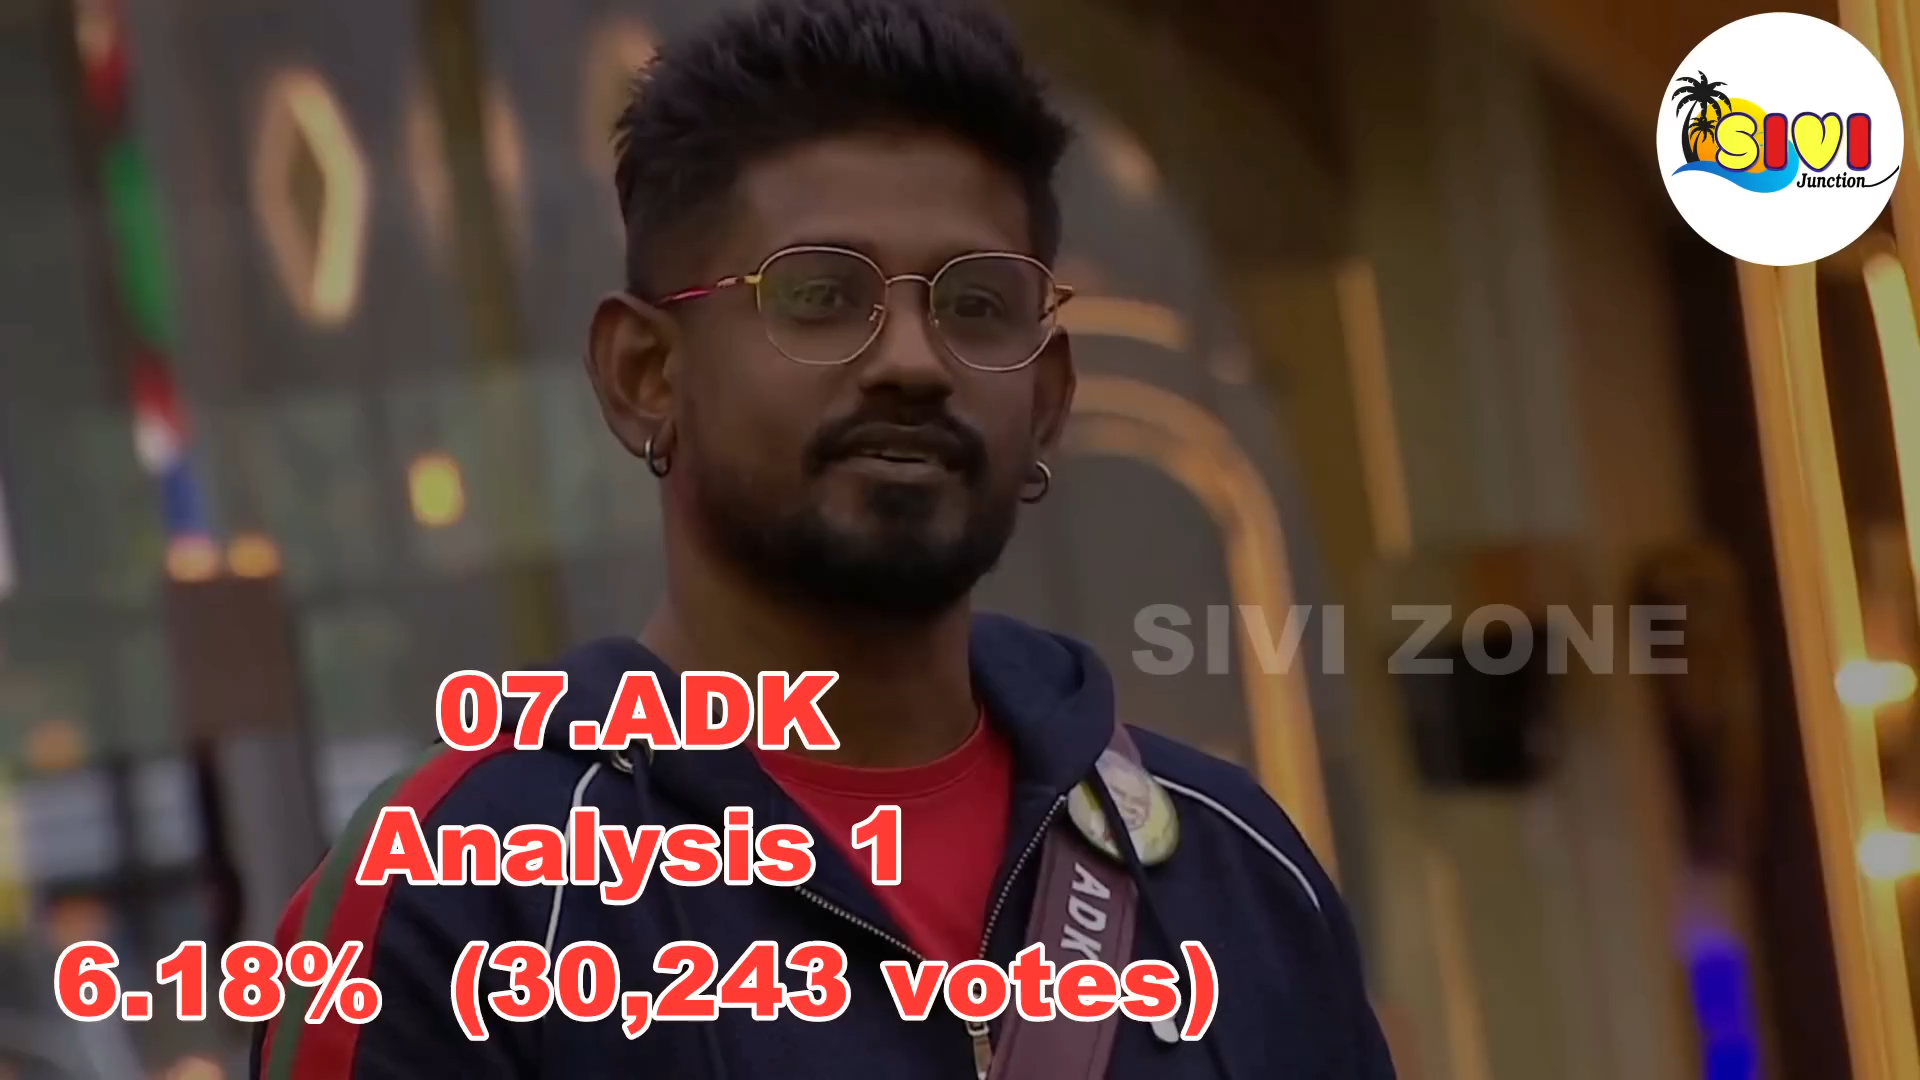 SIVI
Junction
SIVI ZONE
07.ADK
Analysis 1
ADK
6.18% (30,243 votes)